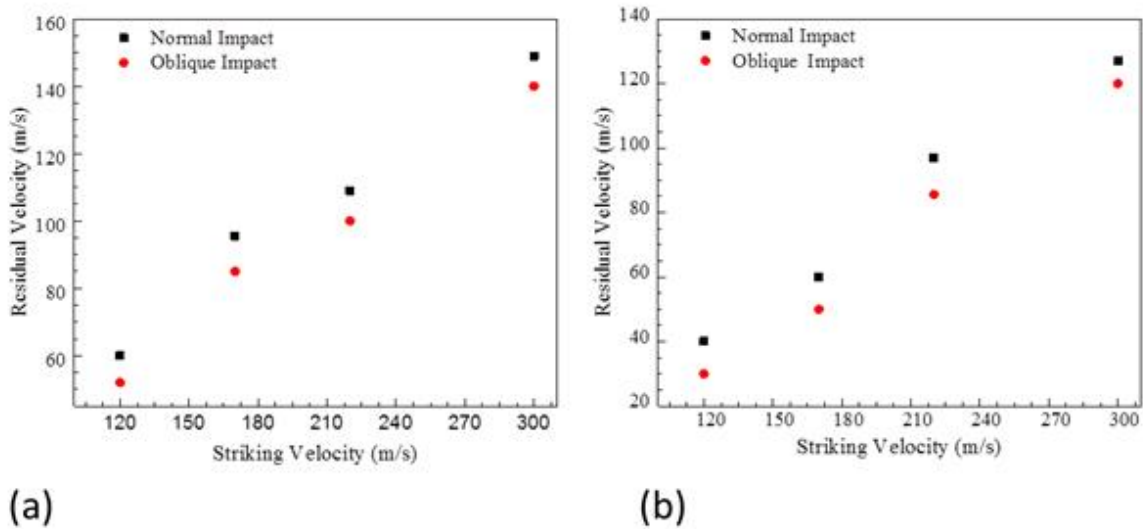 160
140
120
100
80
60
Residual Velocity (m/s)
Normal Impact
Oblique Impact
120 150 180 210 240 270 300
Striking Velocity (m/s)
(a)
140
120
100
80
60
40
20
Residual Velocity (m/s)
Normal Impact
Oblique Impact
120 150 180 210 240 270 300
Striking Velocity (m/s)
(b)